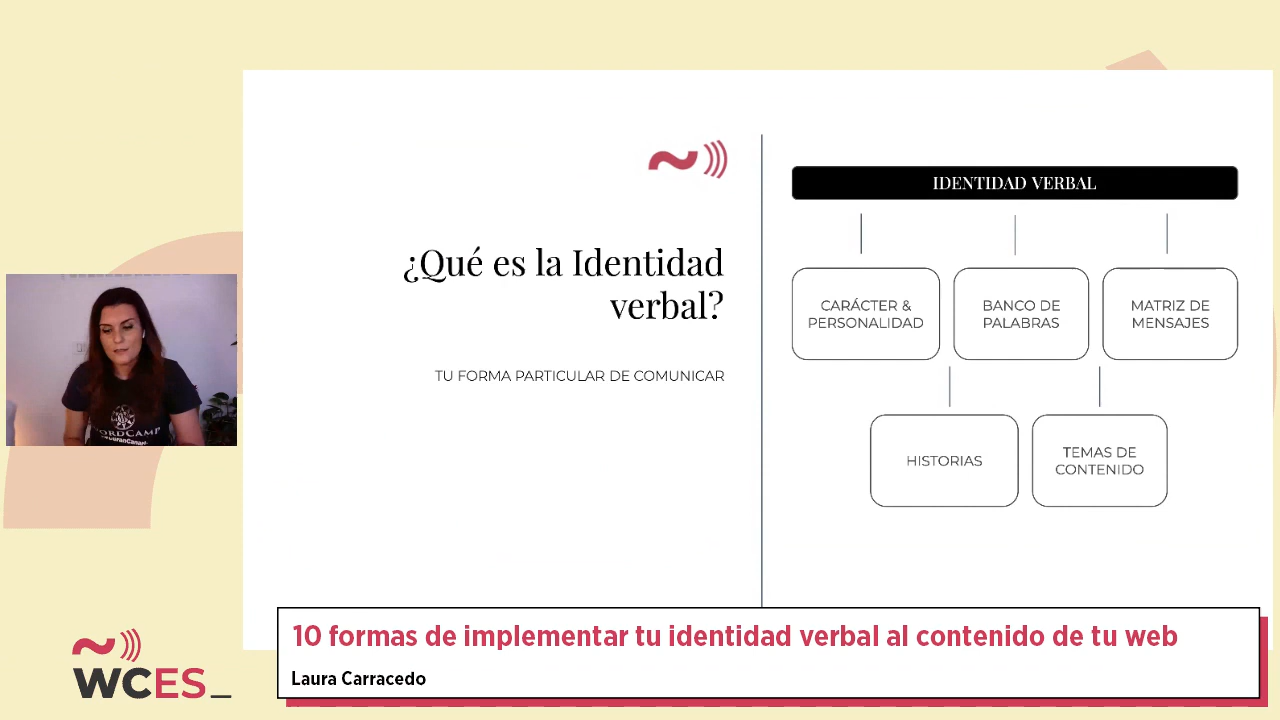 ¿Qué es la Identidad
verbal?
TU FORMA PARTICULAR DE COMUNICAR
IDENTIDAD VERBAL
CARÁCTER &
PERSONALIDAD
BANCO DE
PALABRAS
MATRIZ DE
MENSAJES
HISTORIAS
TEMAS DE
CONTENIDO
10 formas de implementar tu identidad verbal al contenido de tu web
Laura Carracedo
WCES_